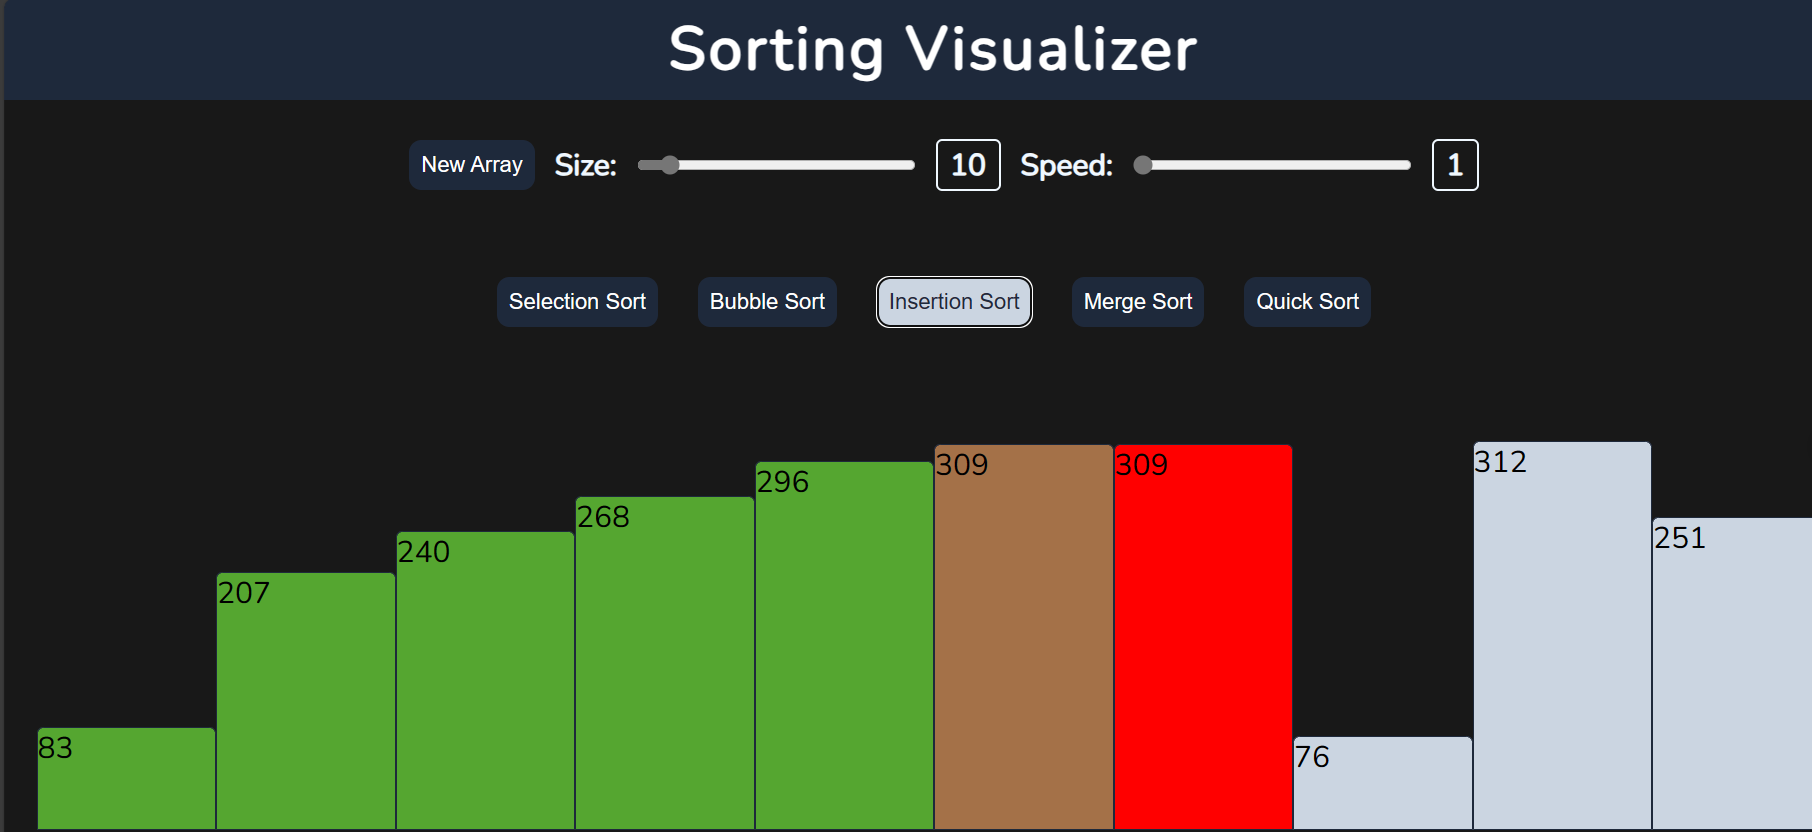 Sorting Visualizer
New Array Size: 10 Speed: 1
Selection Sort Bubble Sort Insertion Sort Merge Sort Quick Sort
83 207 240 268 296 309 309 76 312 251